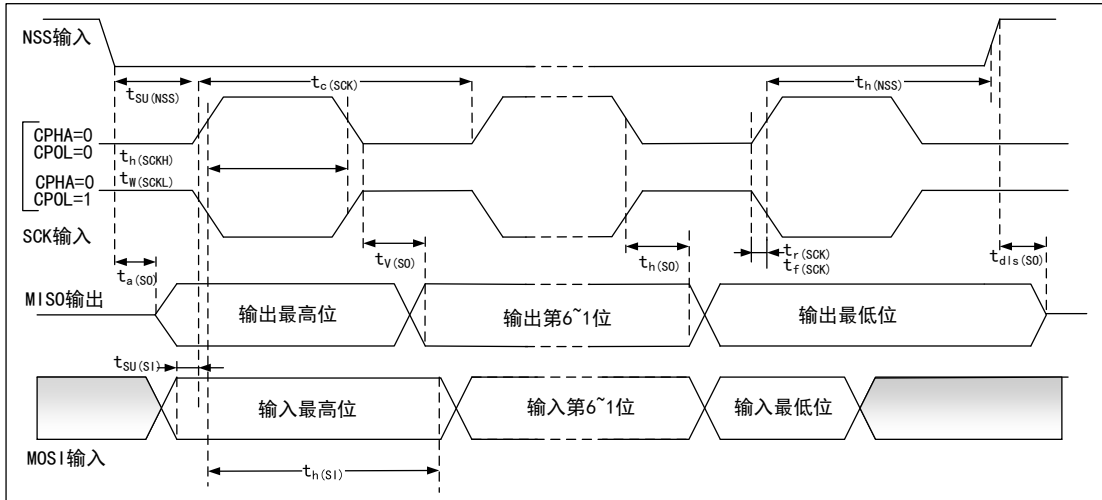 NSS输入
tSU(NSS)
tc(SCK)
th(NSS)
CPHA=0
CPOL=0
th(SCKH)
CPHA=0
CPOL=1
tW(SCKL)
SCK输入
ta(SO)
tV(SO)
th(SO)
tr(SCK)
tf(SCK)
tdls(SO)
MISO输出
输出最高位
输出第6~1位
输出最低位
tSU(SI)
输入最高位
输入第6~1位
输入最低位
MOSI输入
th(SI)